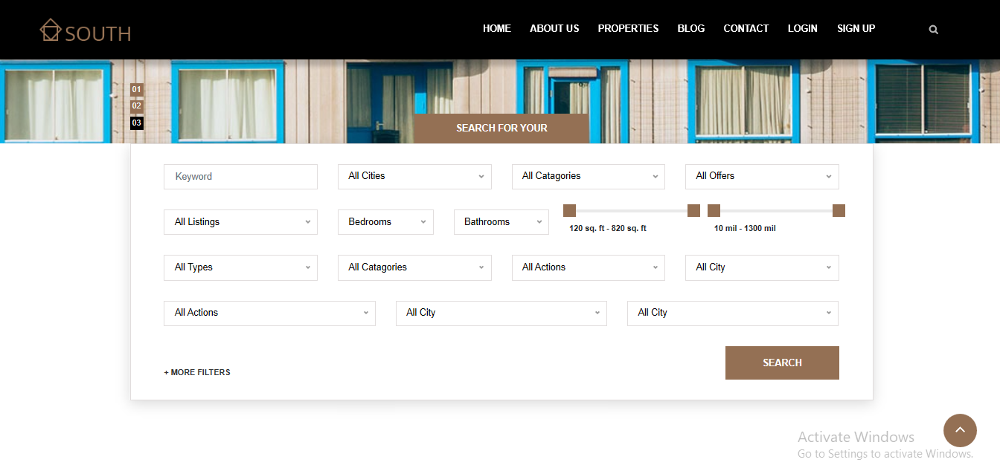 SOUTH
HOME ABOUT US PROPERTIES BLOG CONTACT LOGIN SIGN UP
01
02
03
SEARCH FOR YOUR
Keyword All Cities All Catagories All Offers
All Listings Bedrooms Bathrooms
120 sq. ft - 820 sq. ft 10 mil - 1300 mil
All Types All Catagories All Actions All City
All Actions All City All City
SEARCH
+ MORE FILTERS
Activate Windows
Go to Settings to activate Windows.